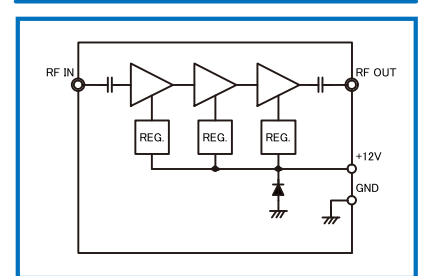 RF IN
RF OUT
REG.
REG.
REG.
+12V
GND